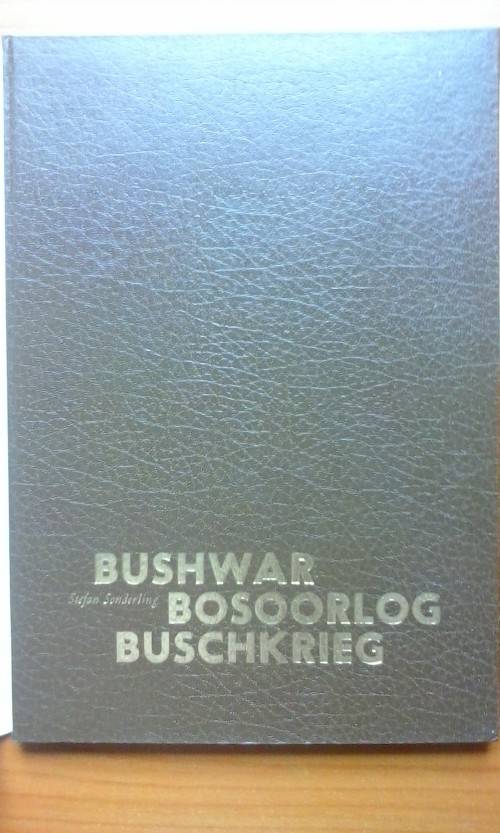 BUSHWAR
Stefan Sonderling BOSOORLOG
BUSCHKRIEG